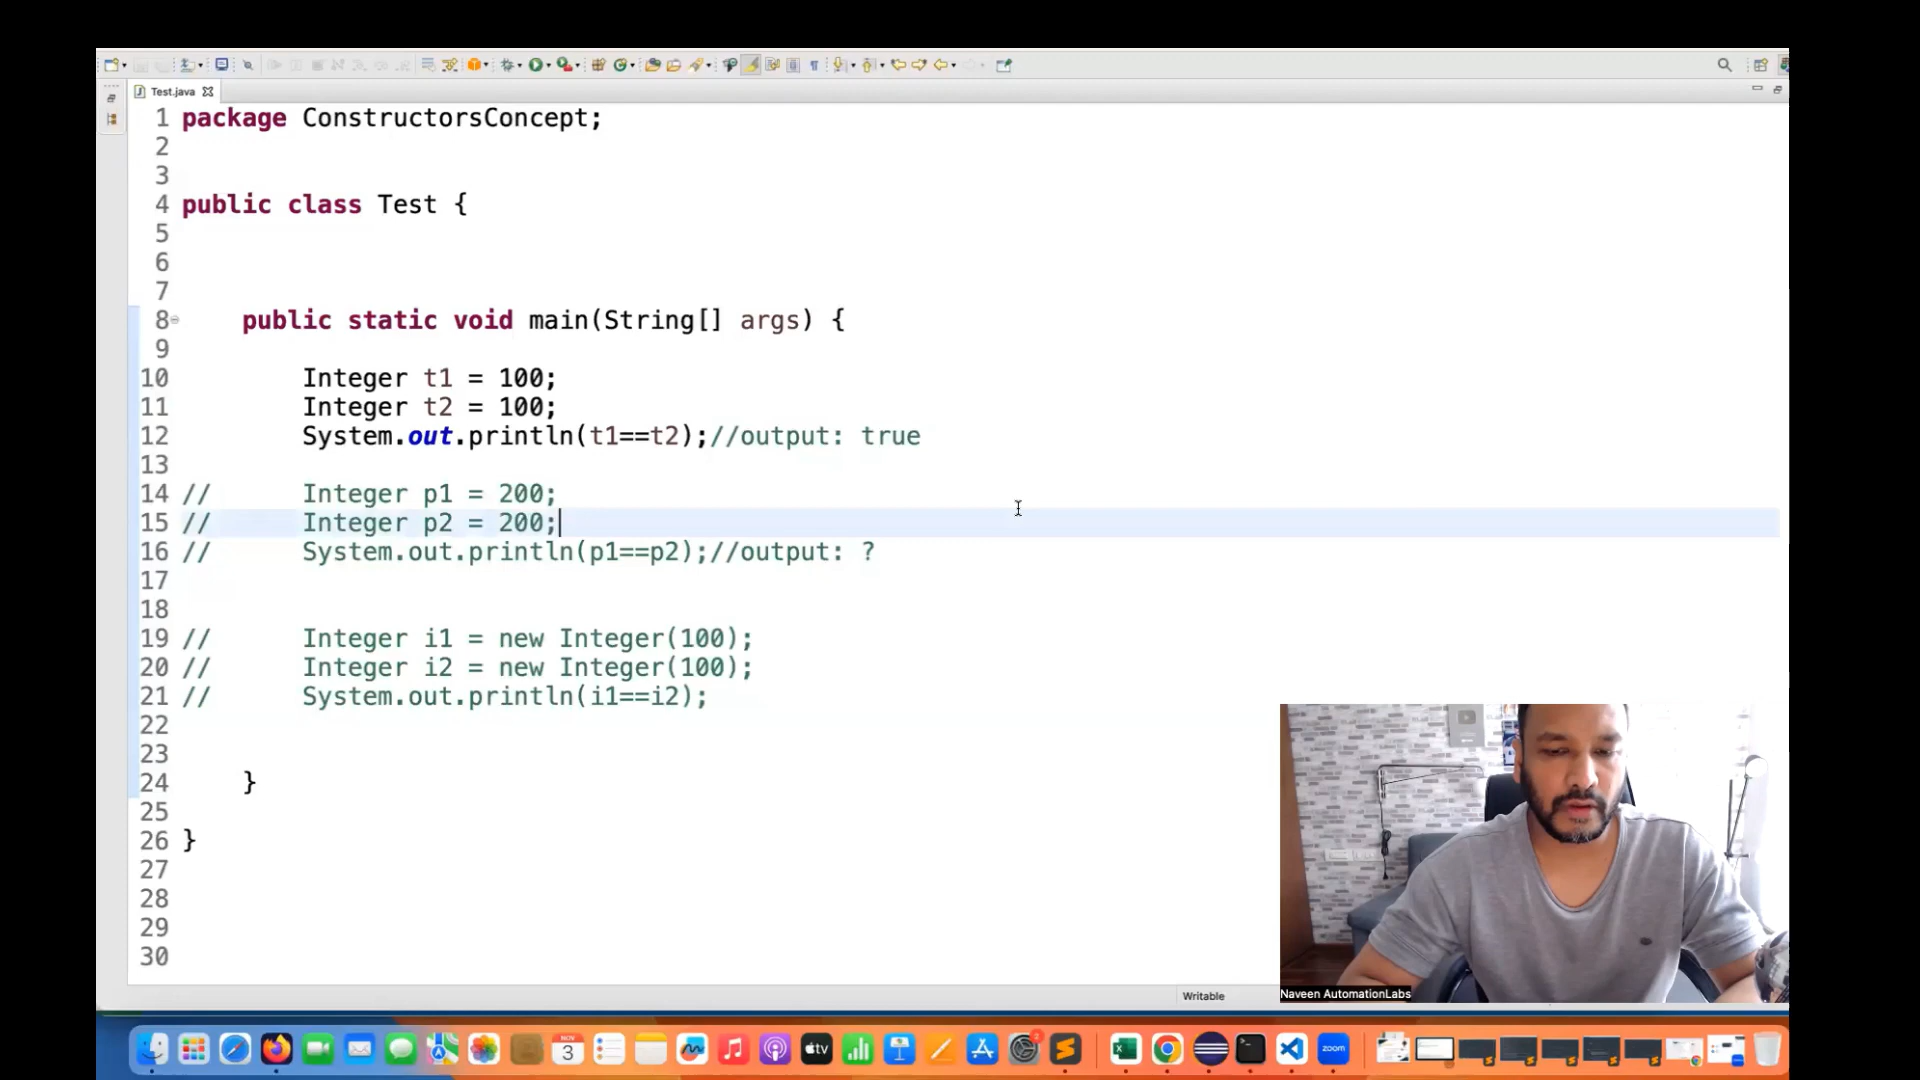 Test.java
1 package ConstructorsConcept;
2
3
4 public class Test {
5
6
7
8 public static void main(String[] args) {
9
10 Integer t1 = 100;
11 Integer t2 = 100;
12 System.out.println(t1==t2);//output: true
13
14 // Integer p1 = 200;
15 // Integer p2 = 200;
16 // System.out.println(p1==p2);//output: ?
17
18
19 // Integer i1 = new Integer(100);
20 // Integer i2 = new Integer(100);
21 // System.out.println(i1==i2);
22
23
24 }
25
26 }
27
28
29
30
Writable
Naveen AutomationLabs
NOV
3
tv
zoom